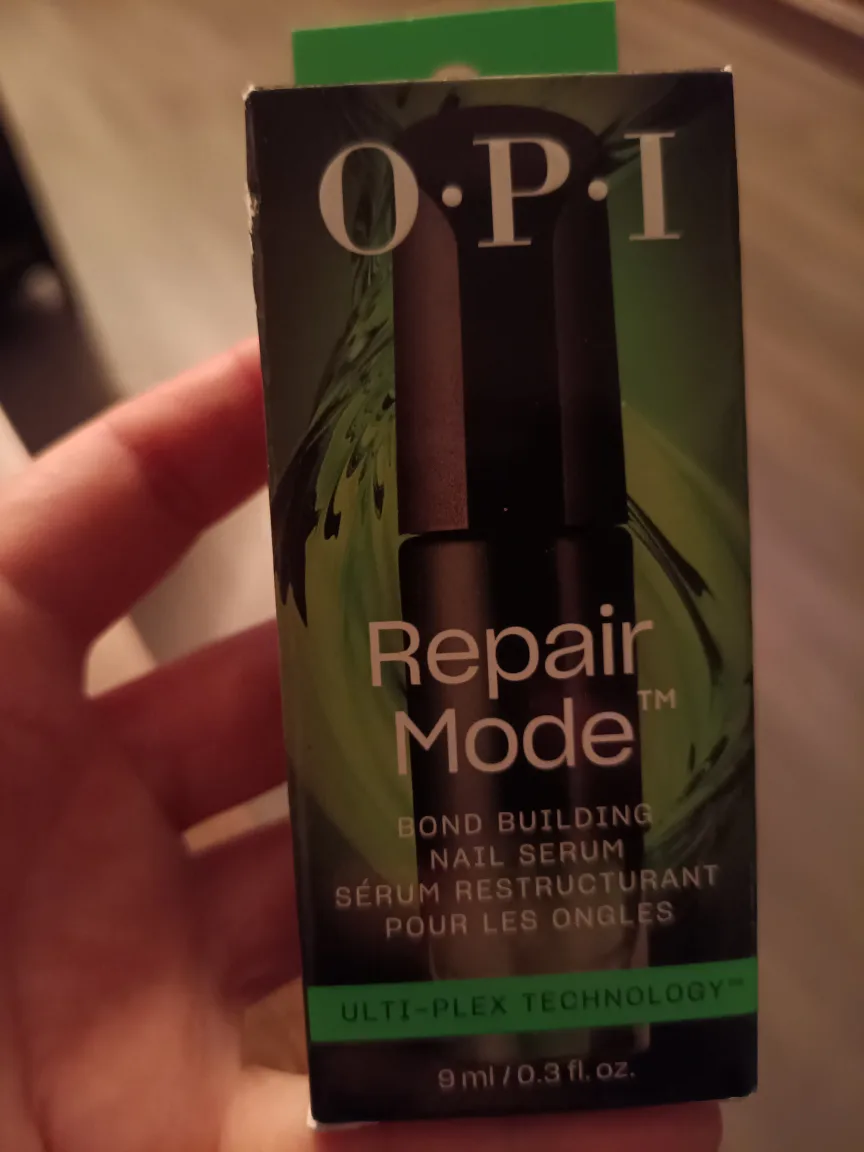 O·P·I
Repair
Mode™
BOND BUILDING
NAIL SERUM
SÉRUM RESTRUCTURANT
POUR LES ONGLES
ULTI-PLEX TECHNOLOGY™
9 ml / 0.3 fl. oz.